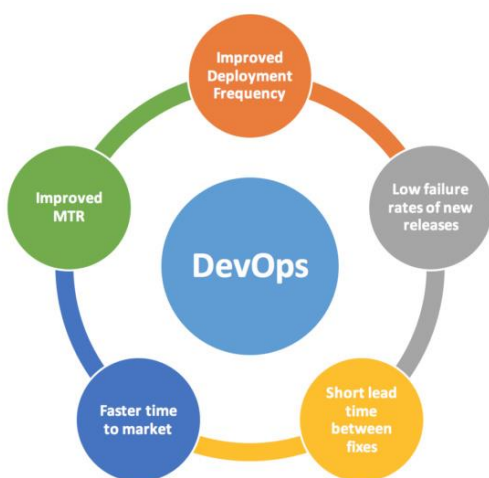 Improved
Deployment
Frequency
Low failure
rates of new
releases
Short lead
time
between
fixes
Faster time
to market
Improved
MTR
DevOps